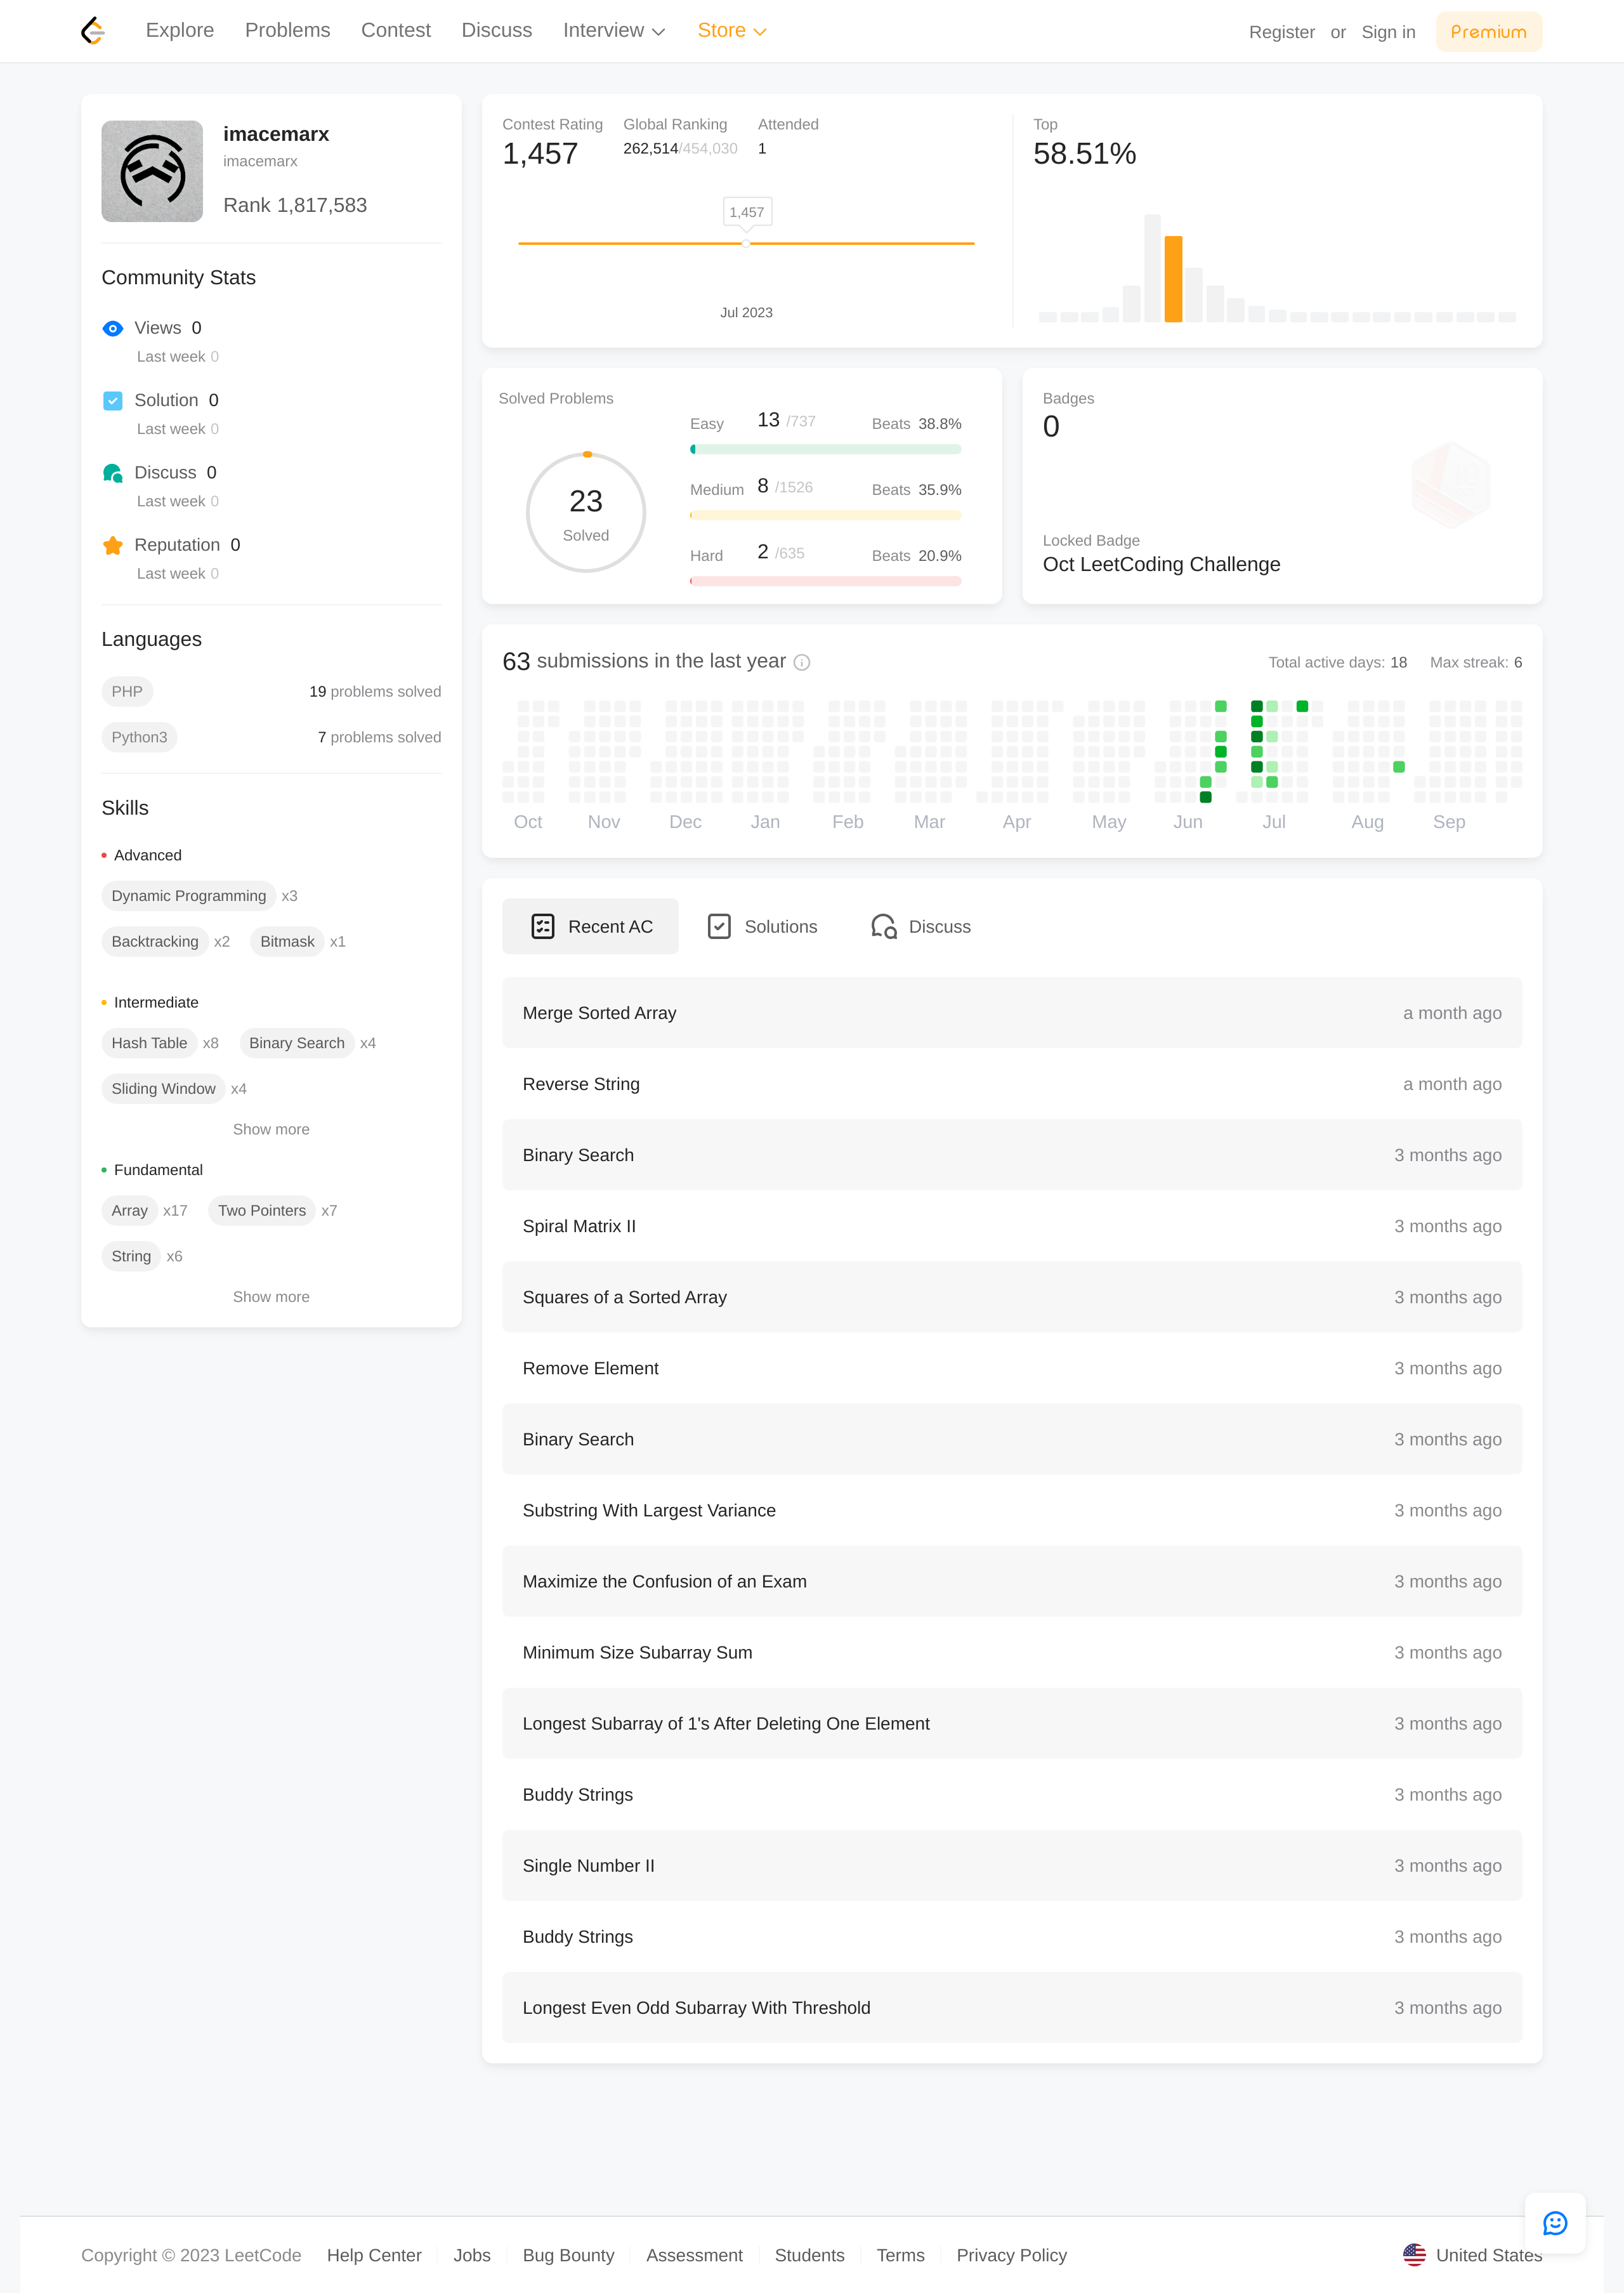 Explore Problems Contest Discuss Interview Store Register or Sign in Premium
imacemarx
imacemarx
Rank 1,817,583
Community Stats
Views 0
Last week 0
Solution 0
Last week 0
Discuss 0
Last week 0
Reputation 0
Last week 0
Languages
PHP 19 problems solved
Python3 7 problems solved
Skills
Advanced
Dynamic Programming x3
Backtracking x2 Bitmask x1
Intermediate
Hash Table x8 Binary Search x4
Sliding Window x4
Show more
Fundamental
Array x17 Two Pointers x7
String x6
Show more
Contest Rating Global Ranking Attended
1,457 262,514/454,030 1
1,457
Jul 2023
Top
58.51%
Solved Problems
23
Solved
Easy 13 /737 Beats 38.8%
Medium 8 /1526 Beats 35.9%
Hard 2 /635 Beats 20.9%
Badges
0
Locked Badge
Oct LeetCoding Challenge
63 submissions in the last year Total active days: 18 Max streak: 6
Oct Nov Dec Jan Feb Mar Apr May Jun Jul Aug Sep
Recent AC Solutions Discuss
Merge Sorted Array a month ago
Reverse String a month ago
Binary Search 3 months ago
Spiral Matrix II 3 months ago
Squares of a Sorted Array 3 months ago
Remove Element 3 months ago
Binary Search 3 months ago
Substring With Largest Variance 3 months ago
Maximize the Confusion of an Exam 3 months ago
Minimum Size Subarray Sum 3 months ago
Longest Subarray of 1's After Deleting One Element 3 months ago
Buddy Strings 3 months ago
Single Number II 3 months ago
Buddy Strings 3 months ago
Longest Even Odd Subarray With Threshold 3 months ago
Copyright © 2023 LeetCode Help Center Jobs Bug Bounty Assessment Students Terms Privacy Policy United States